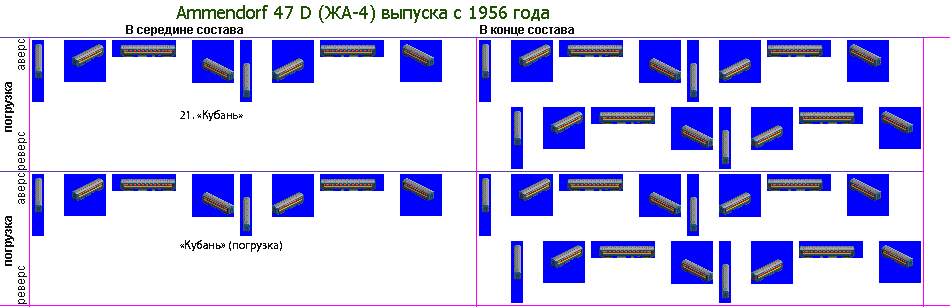 Ammendorf 47 D (ЖА-4) выпуска с 1956 года
В середине состава
В конце состава
погрузка
аверс
реверс
21. «Кубань»
погрузка
аверс
реверс
«Кубань» (погрузка)